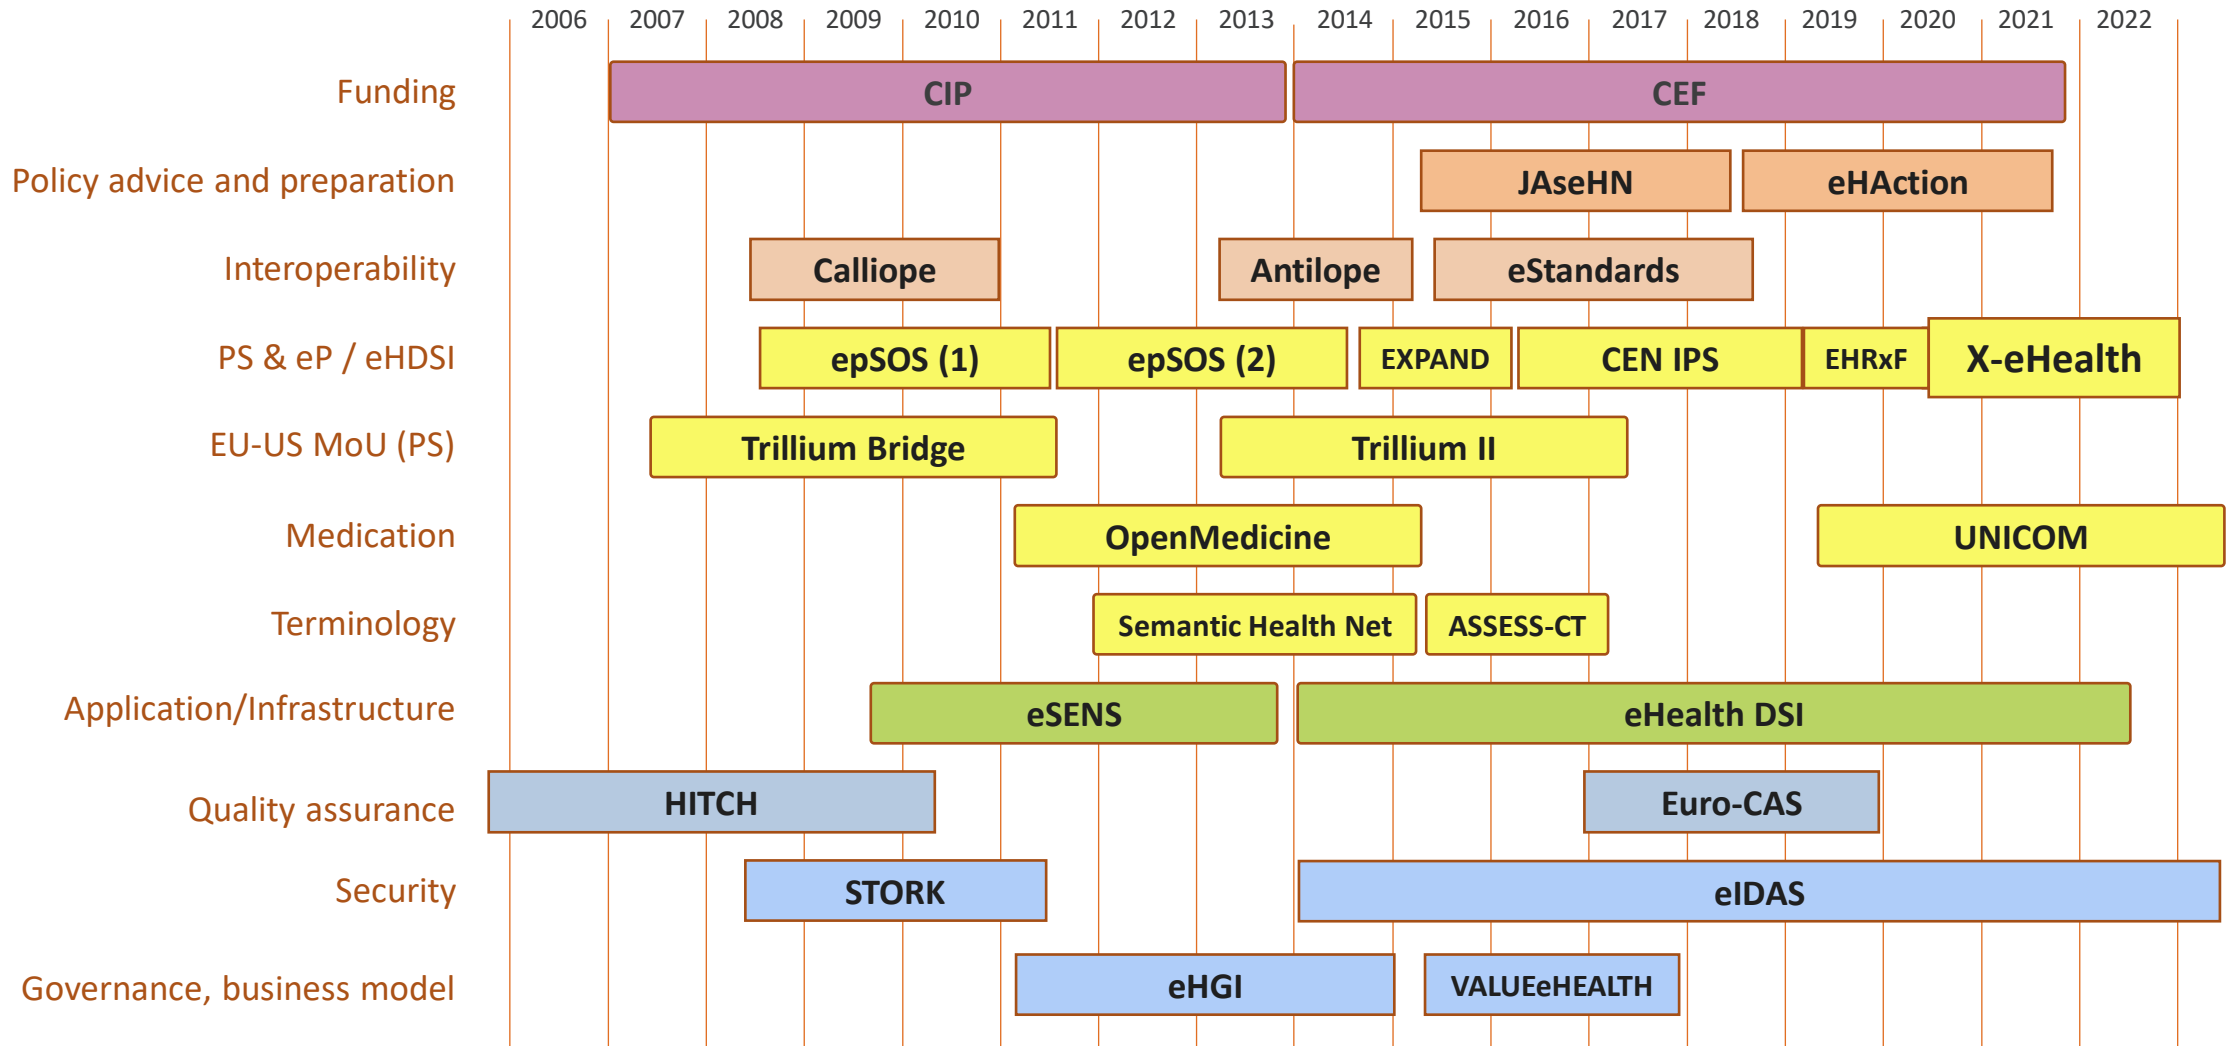 2006 2007 2008 2009 2010 2011 2012 2013 2014 2015 2016 2017 2018 2019 2020 2021 2022
Funding CIP CEF
Policy advice and preparation JAseHN eHAction
Interoperability Calliope Antilope eStandards
PS & eP / eHDSI epSOS (1) epSOS (2) EXPAND CEN IPS EHRxF X-eHealth
EU-US MoU (PS) Trillium Bridge Trillium II
Medication OpenMedicine UNICOM
Terminology Semantic Health Net ASSESS-CT
Application/Infrastructure eSENS eHealth DSI
Quality assurance HITCH Euro-CAS
Security STORK eIDAS
Governance, business model eHGI VALUEeHEALTH